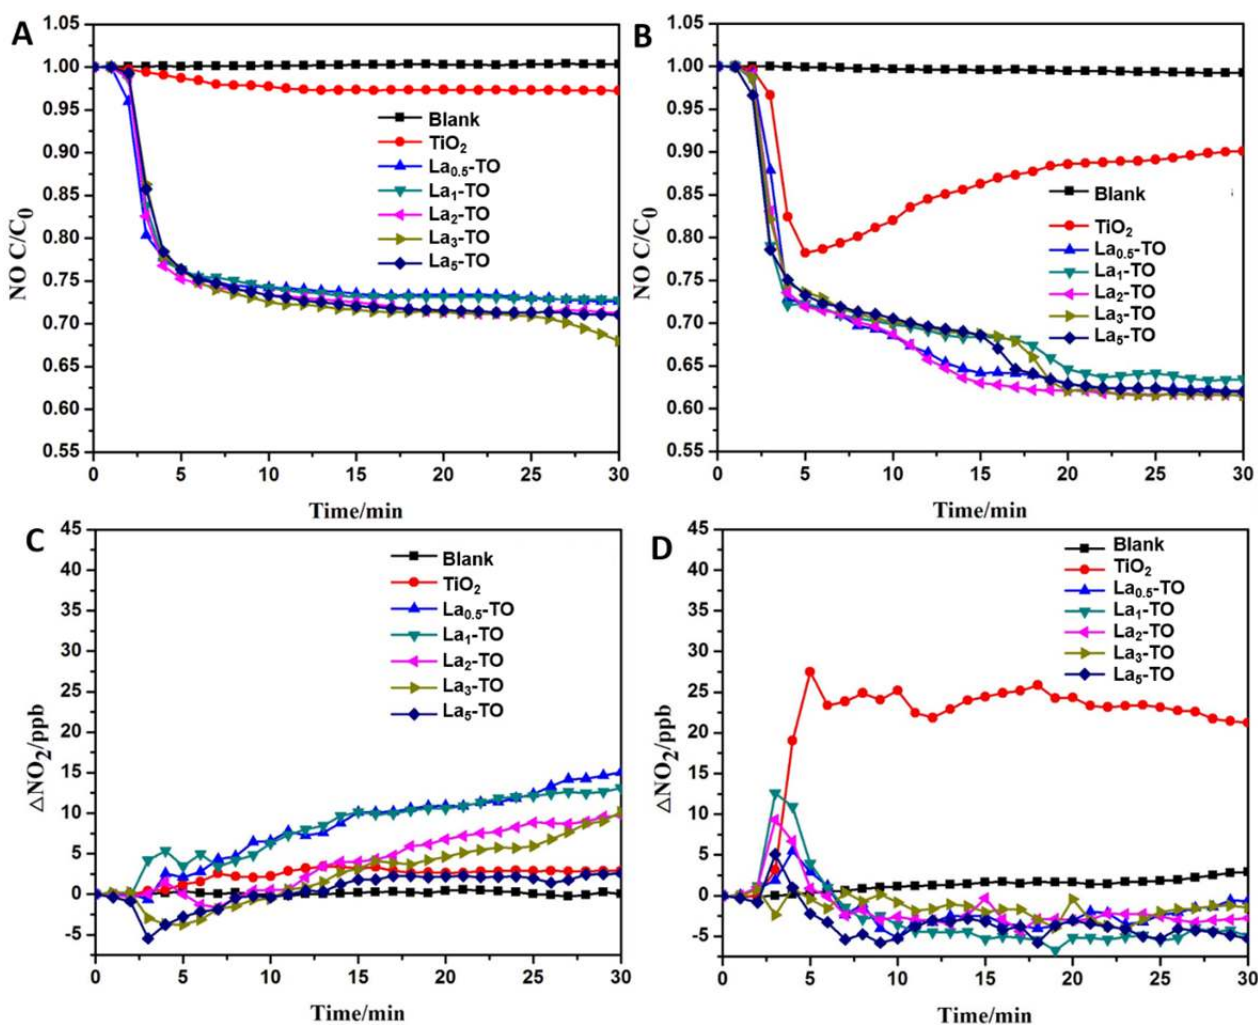 A
NO C/C0
1.05
1.00
0.95
0.90
0.85
0.80
0.75
0.70
0.65
0.60
0.55
Blank
TiO2
La0.5-TO
La1-TO
La2-TO
La3-TO
La5-TO
0 5 10 15 20 25 30
Time/min
B
NO C/C0
1.05
1.00
0.95
0.90
0.85
0.80
0.75
0.70
0.65
0.60
0.55
Blank
TiO2
La0.5-TO
La1-TO
La2-TO
La3-TO
La5-TO
0 5 10 15 20 25 30
Time/min
C
△NO2/ppb
45
40
35
30
25
20
15
10
5
0
-5
Blank
TiO2
La0.5-TO
La1-TO
La2-TO
La3-TO
La5-TO
0 5 10 15 20 25 30
Time/min
D
△NO2/ppb
45
40
35
30
25
20
15
10
5
0
-5
Blank
TiO2
La0.5-TO
La1-TO
La2-TO
La3-TO
La5-TO
0 5 10 15 20 25 30
Time/min